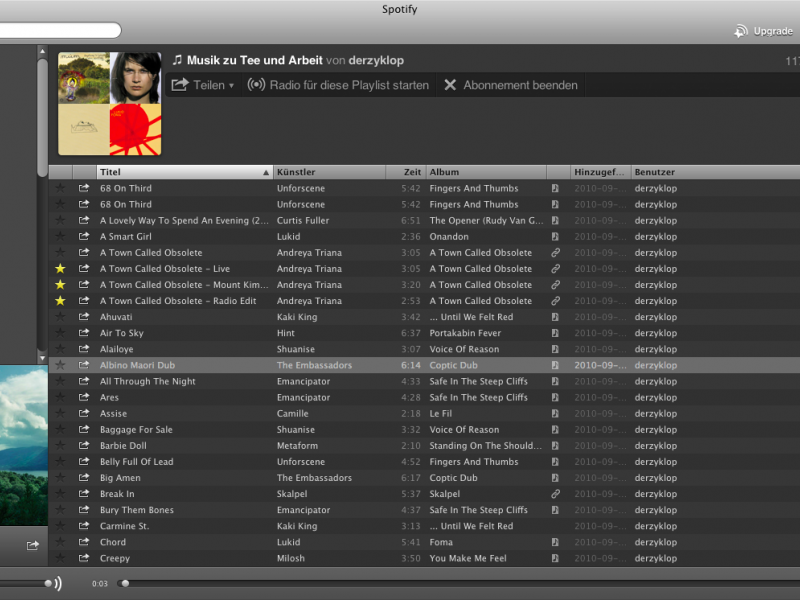 Spotify
Upgrade
Musik zu Tee und Arbeit von derzyklop
Teilen Radio für diese Playlist starten Abonnement beenden
Titel Künstler Zeit Album Hinzugef... Benutzer
68 On Third Unforscene 5:42 Fingers And Thumbs 2010-09-... derzyklop
68 On Third Unforscene 5:42 Fingers And Thumbs 2010-09-... derzyklop
A Lovely Way To Spend An Evening (2... Curtis Fuller 6:51 The Opener (Rudy Van G... 2010-09-... derzyklop
A Smart Girl Lukid 2:36 Onandon 2010-09-... derzyklop
A Town Called Obsolete Andreya Triana 3:05 A Town Called Obsolete 2010-09-... derzyklop
A Town Called Obsolete - Live Andreya Triana 3:05 A Town Called Obsolete 2010-09-... derzyklop
A Town Called Obsolete - Mount Kim... Andreya Triana 3:20 A Town Called Obsolete 2010-09-... derzyklop
A Town Called Obsolete - Radio Edit Andreya Triana 2:53 A Town Called Obsolete 2010-09-... derzyklop
Ahuvati Kaki King 3:42 ... Until We Felt Red 2010-09-... derzyklop
Air To Sky Hint 6:37 Portakabin Fever 2010-09-... derzyklop
Alailoye Shuanise 3:07 Voice Of Reason 2010-09-... derzyklop
Albino Maori Dub The Embassadors 6:14 Coptic Dub 2010-09-... derzyklop
All Through The Night Emancipator 4:33 Safe In The Steep Cliffs 2010-09-... derzyklop
Ares Emancipator 4:28 Safe In The Steep Cliffs 2010-09-... derzyklop
Assise Camille 2:18 Le Fil 2010-09-... derzyklop
Baggage For Sale Shuanise 3:32 Voice Of Reason 2010-09-... derzyklop
Barbie Doll Metaform 2:10 Standing On The Should... 2010-09-... derzyklop
Belly Full Of Lead Unforscene 4:52 Fingers And Thumbs 2010-09-... derzyklop
Big Amen The Embassadors 6:17 Coptic Dub 2010-09-... derzyklop
Break In Skalpel 5:37 Skalpel 2010-09-... derzyklop
Bury Them Bones Emancipator 4:37 Safe In The Steep Cliffs 2010-09-... derzyklop
Carmine St. Kaki King 3:13 ... Until We Felt Red 2010-09-... derzyklop
Chord Lukid 5:41 Foma 2010-09-... derzyklop
Creepy Milosh 3:50 You Make Me Feel 2010-09-... derzyklop
0:03